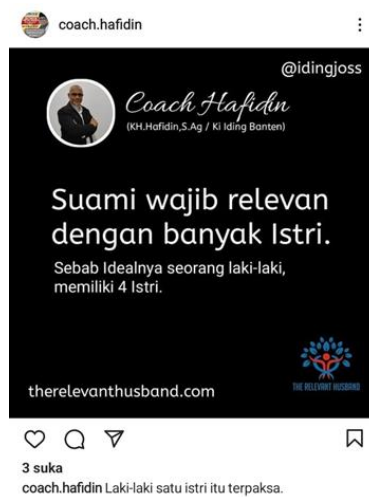 coach.hafidin
@idingjoss
Coach Hafidin
(KH.Hafidin,S.Ag / Ki Iding Banten)
Suami wajib relevan
dengan banyak Istri.
Sebab Idealnya seorang laki-laki,
memiliki 4 Istri.
THE RELEVANT HUSBAND
therelevanthusband.com
3 suka
coach.hafidin Laki-laki satu istri itu terpaksa.